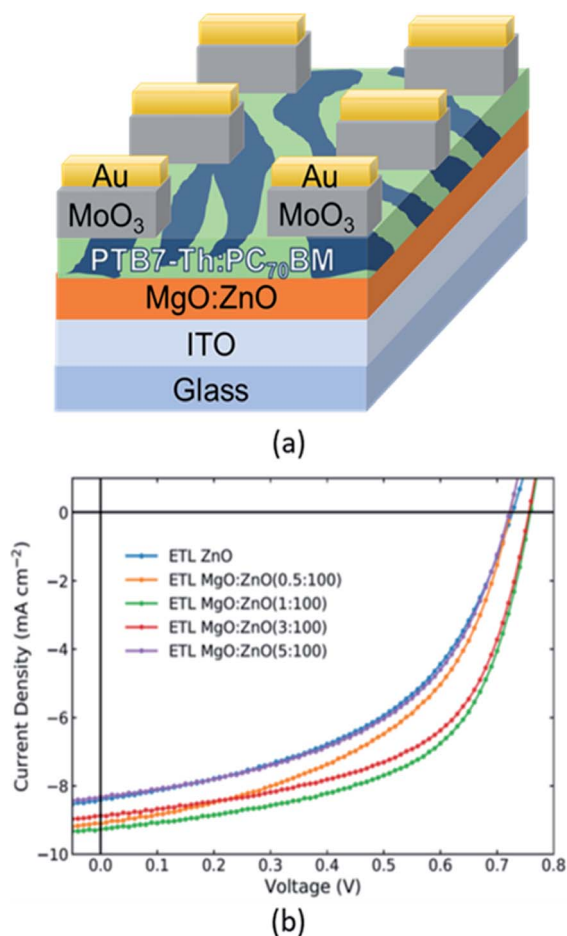 Au
Au
MoO₃
MoO₃
PTB7-Th:PC₇₀BM
MgO:ZnO
ITO
Glass
(a)
Current Density (mA cm⁻²)
0
−2
−4
−6
−8
−10
ETL ZnO
ETL MgO:ZnO(0.5:100)
ETL MgO:ZnO(1:100)
ETL MgO:ZnO(3:100)
ETL MgO:ZnO(5:100)
0.0 0.1 0.2 0.3 0.4 0.5 0.6 0.7 0.8
Voltage (V)
(b)